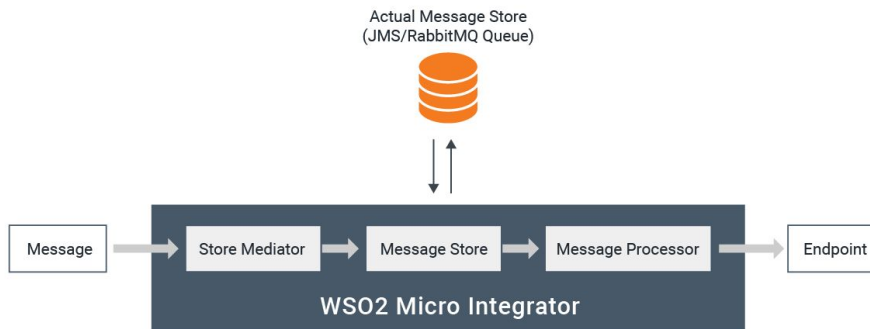 Actual Message Store
(JMS/RabbitMQ Queue)
Message
Store Mediator
Message Store
Message Processor
Endpoint
WSO2 Micro Integrator